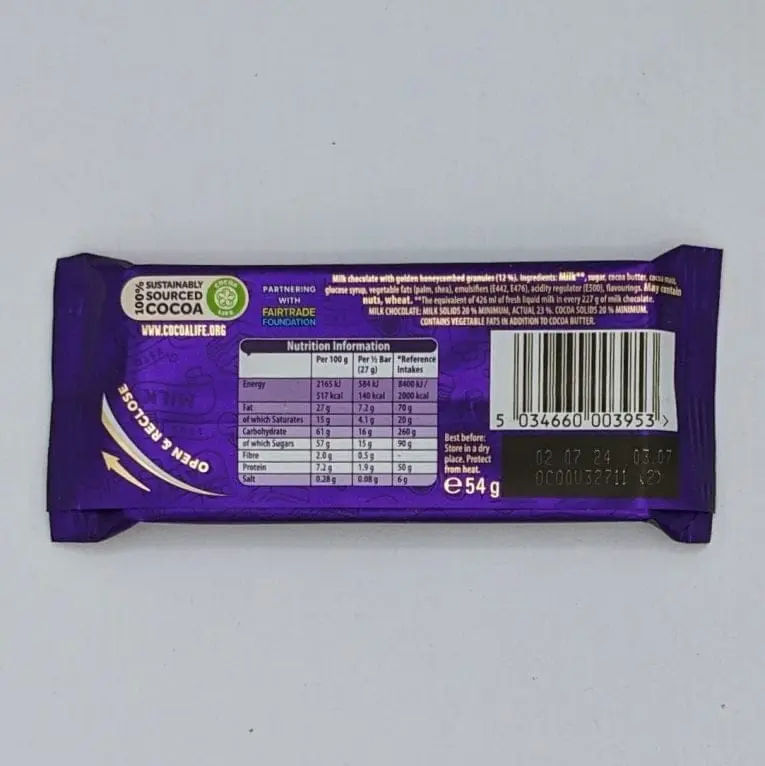 100%
SUSTAINABLY
SOURCED
COCOA
COCOA
LIFE
WWW.COCOALIFE.ORG
PARTNERING
WITH
FAIRTRADE
FOUNDATION
Milk chocolate with golden honeycombed granules (12 %). Ingredients: Milk**, sugar, cocoa butter, cocoa mass,
glucose syrup, vegetable fats (palm, shea), emulsifiers (E442, E476), acidity regulator (E500), flavourings. May contain
nuts, wheat. **The equivalent of 426 ml of fresh liquid milk in every 227 g of milk chocolate.
MILK CHOCOLATE: MILK SOLIDS 20 % MINIMUM, ACTUAL 23 %. COCOA SOLIDS 20 % MINIMUM.
CONTAINS VEGETABLE FATS IN ADDITION TO COCOA BUTTER.
OPEN & RECLOSE
Nutrition Information
Per 100 g Per ½ Bar (27 g) *Reference Intakes
Energy 2165 kJ 584 kJ 8400 kJ /
517 kcal 140 kcal 2000 kcal
Fat 27 g 7.2 g 70 g
of which Saturates 15 g 4.1 g 20 g
Carbohydrate 61 g 16 g 260 g
of which Sugars 57 g 15 g 90 g
Fibre 2.0 g 0.5 g -
Protein 7.2 g 1.9 g 50 g
Salt 0.28 g 0.08 g 6 g
Best before:
Store in a dry
place. Protect
from heat.
e 54 g
5 034660 003953 >
02 07 24 03.07
OCO0U32711 (2)